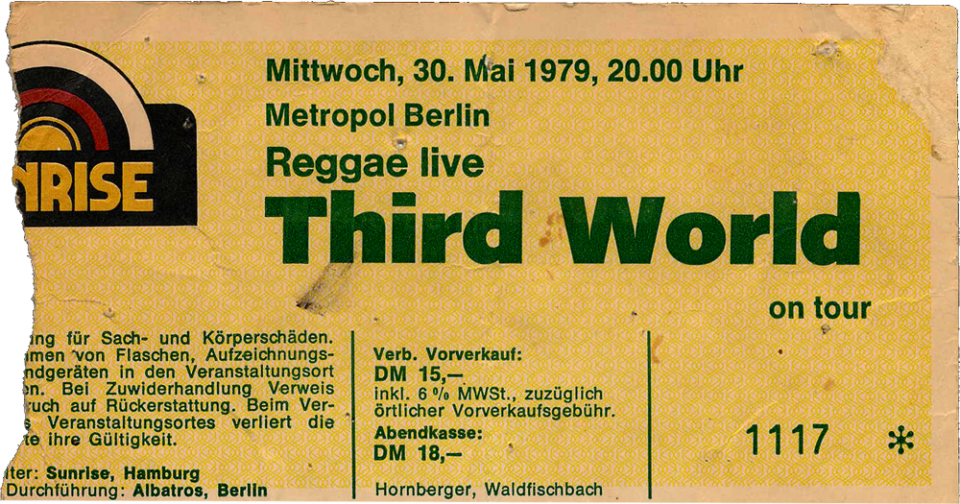 Mittwoch, 30. Mai 1979, 20.00 Uhr
Metropol Berlin
Reggae live
Third World
on tour
NRISE
ung für Sach- und Körperschäden.
men von Flaschen, Aufzeichnungs-
ndgeräten in den Veranstaltungsort
en. Bei Zuwiderhandlung Verweis
ruch auf Rückerstattung. Beim Ver-
s Veranstaltungsortes verliert die
te ihre Gültigkeit.
lter: Sunrise, Hamburg
Durchführung: Albatros, Berlin
Verb. Vorverkauf:
DM 15,—
inkl. 6% MWSt., zuzüglich
örtlicher Vorverkaufsgebühr.
Abendkasse:
DM 18,—
Hornberger, Waldfischbach
1117 *